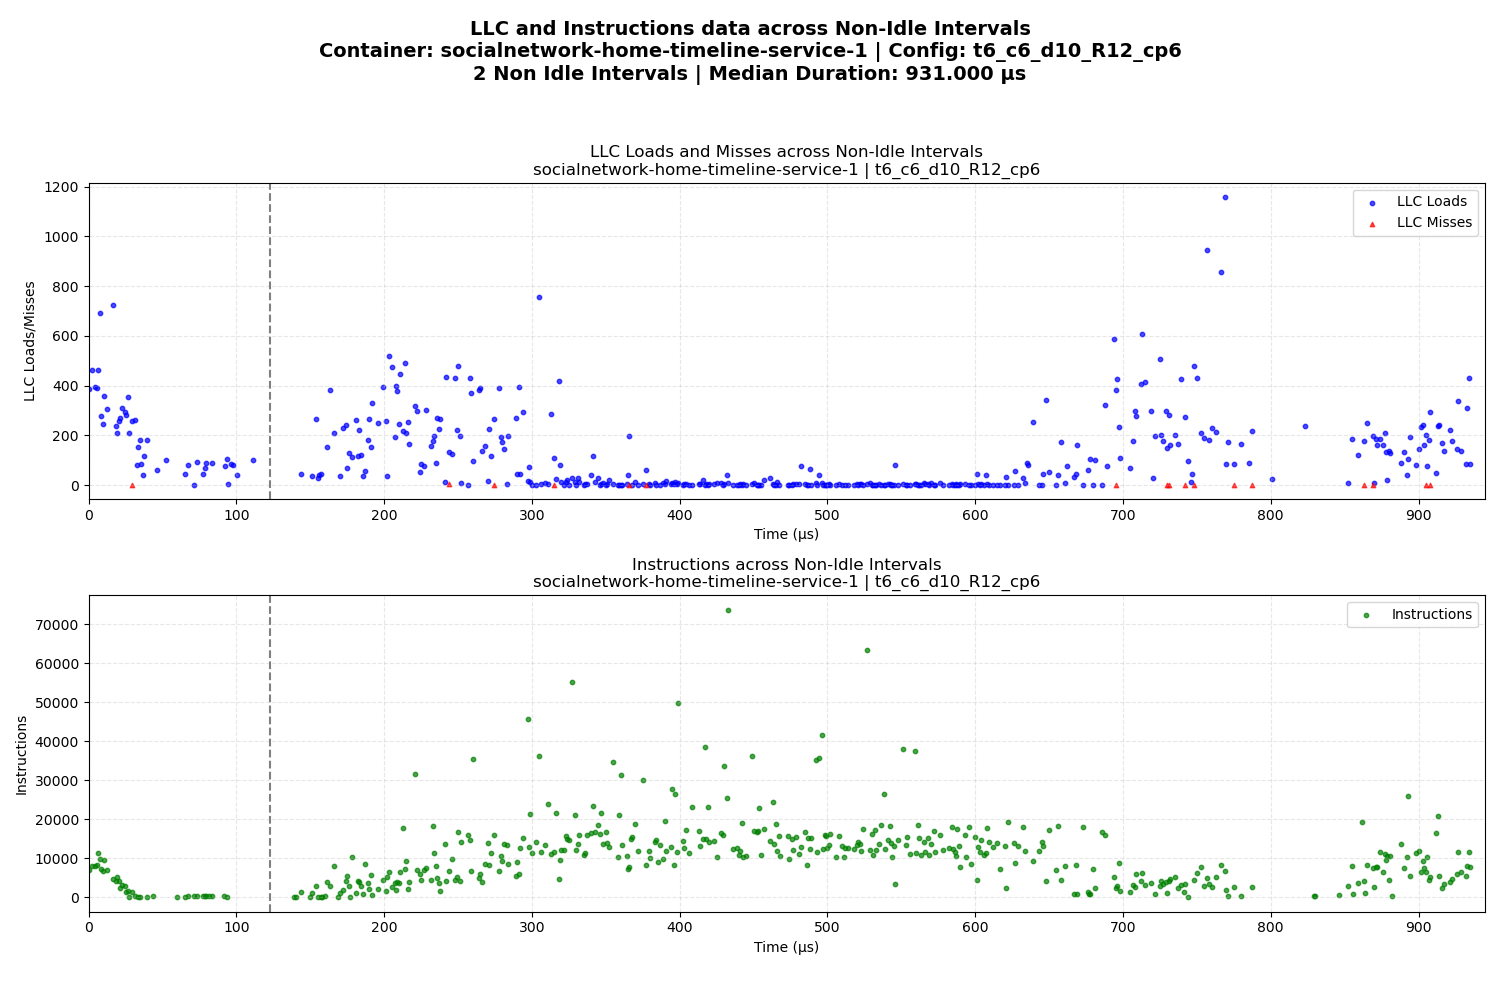 LLC and Instructions data across Non-Idle Intervals
Container: socialnetwork-home-timeline-service-1 | Config: t6_c6_d10_R12_cp6
2 Non Idle Intervals | Median Duration: 931.000 µs
LLC Loads and Misses across Non-Idle Intervals
socialnetwork-home-timeline-service-1 | t6_c6_d10_R12_cp6
LLC Loads/Misses
1200
1000
800
600
400
200
0
LLC Loads
LLC Misses
0 100 200 300 400 500 600 700 800 900
Time (µs)
Instructions across Non-Idle Intervals
socialnetwork-home-timeline-service-1 | t6_c6_d10_R12_cp6
Instructions
70000
60000
50000
40000
30000
20000
10000
0
Instructions
0 100 200 300 400 500 600 700 800 900
Time (µs)